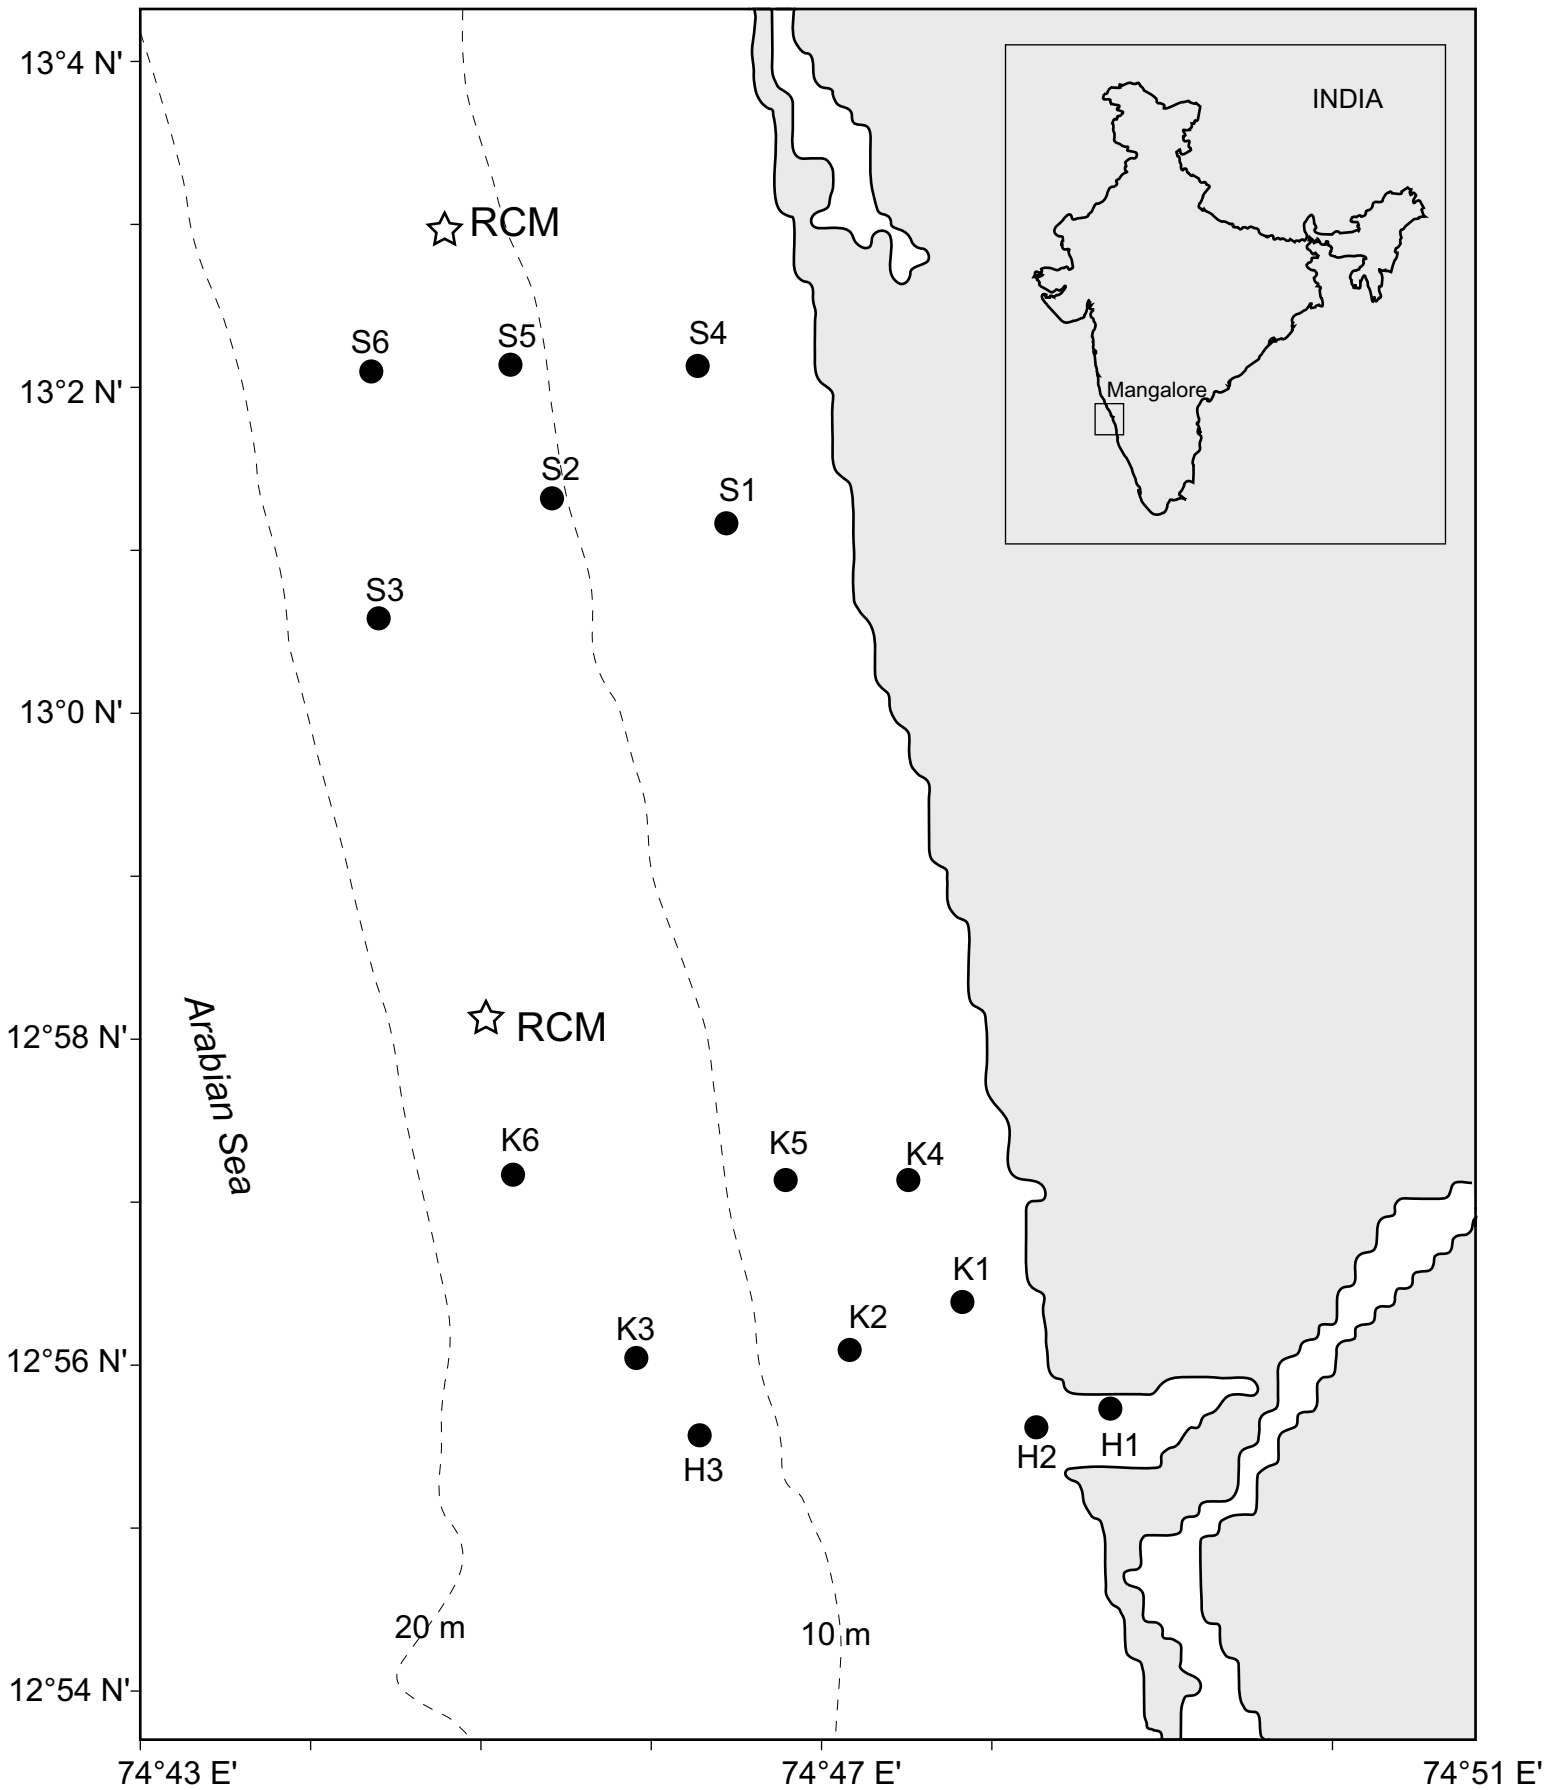 13°4 N'
INDIA
RCM
S6
S5
S4
13°2 N'
Mangalore
S2
S1
S3
13°0 N'
Arabian Sea
12°58 N'
RCM
K6
K5
K4
K1
K2
K3
12°56 N'
H1
H2
H3
20 m
10 m
12°54 N'
74°43 E'
74°47 E'
74°51 E'